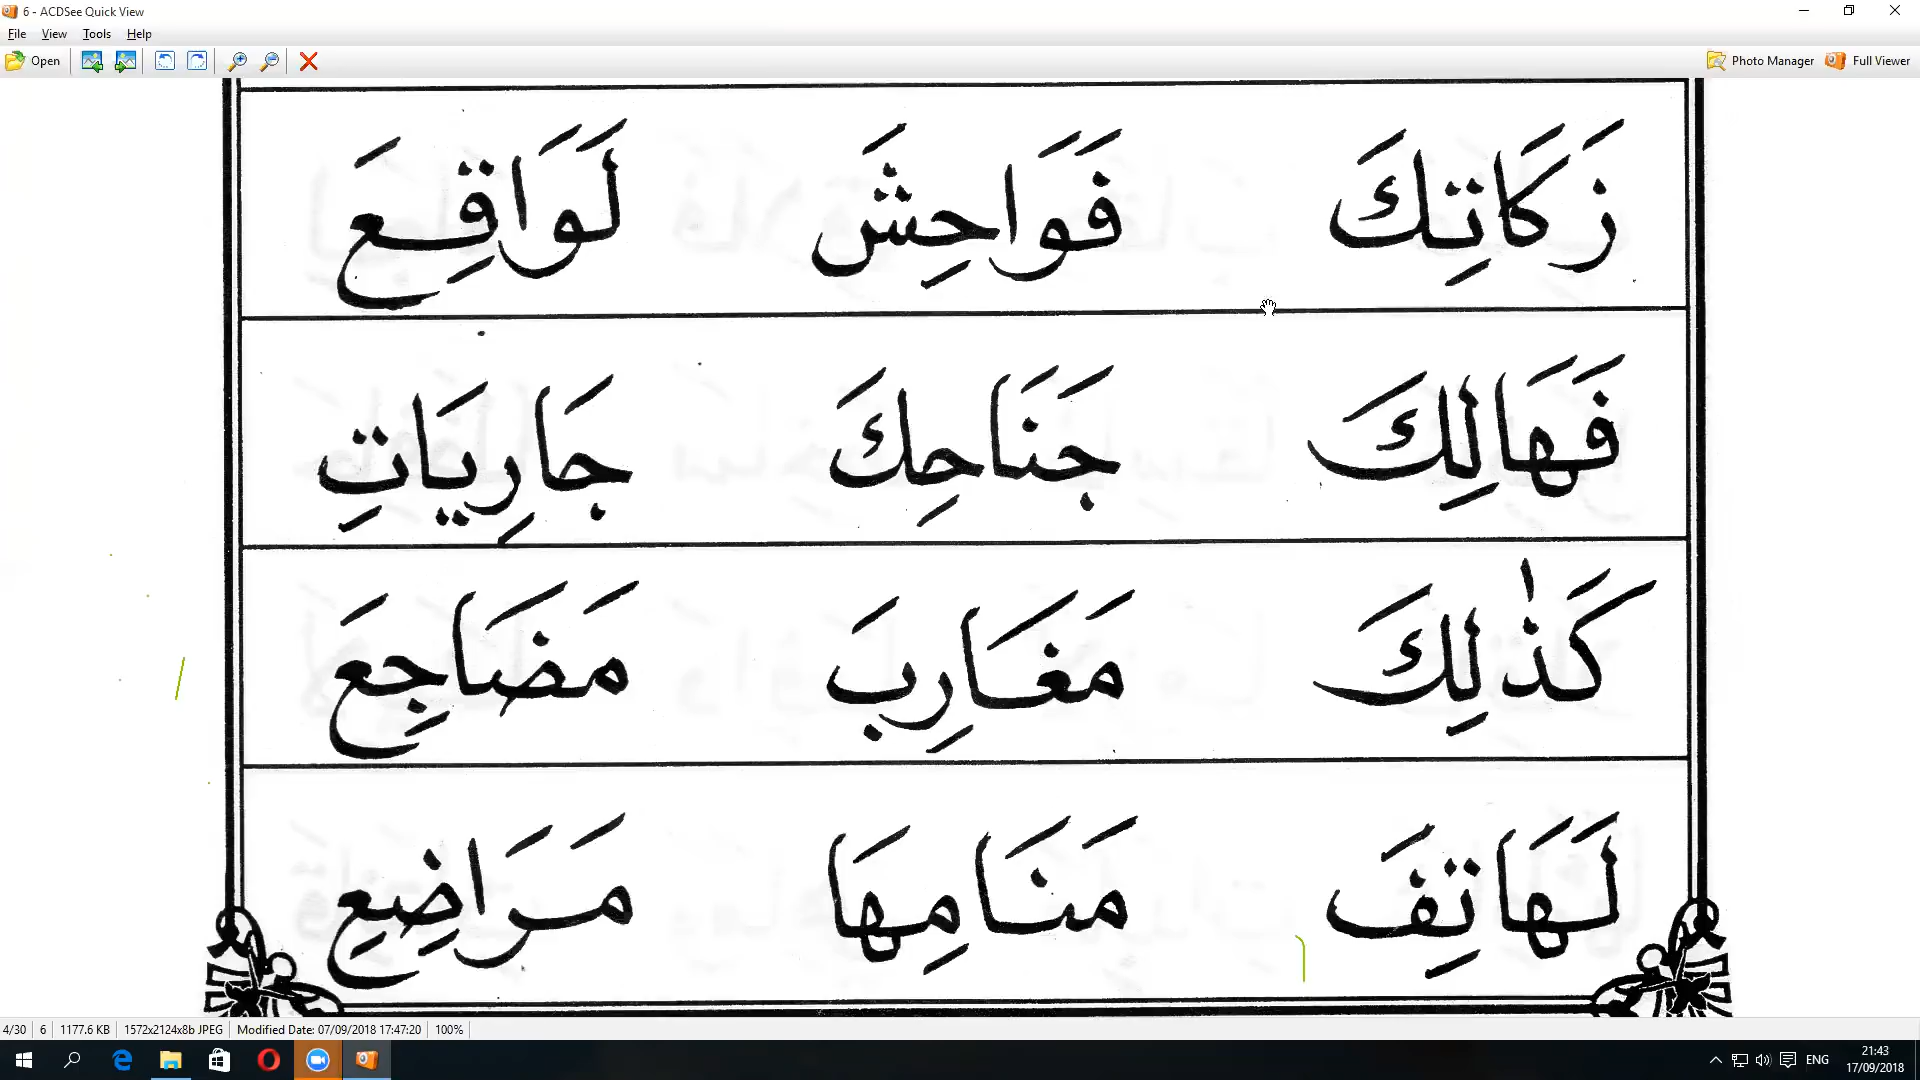 6 - ACDSee Quick View
File View Tools Help
Open Photo Manager Full Viewer
زَكَاتِكَ فَوَاحِشَ لَوَاقِعَ
فَهَالِكَ جَنَاحِكَ جَارِيَاتِ
كَذٰلِكَ مَغَارِبَ مَضَاجِعَ
لَهَاتِفَ مَنَامِهَا مَرَاضِعِ
4/30 6 1177.6 KB 1572x2124x8b JPEG Modified Date: 07/09/2018 17:47:20 100%
ENG 21:43
17/09/2018